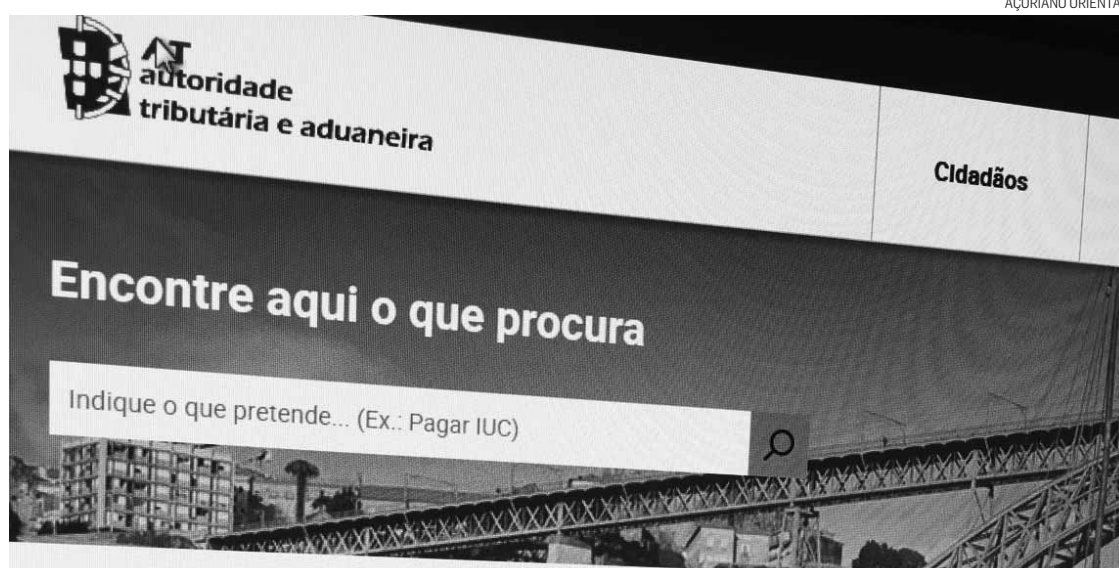 AÇORIANO ORIENTA
AT
autoridade
tributária e aduaneira
Cidadãos
Encontre aqui o que procura
Indique o que pretende... (Ex.: Pagar IUC)